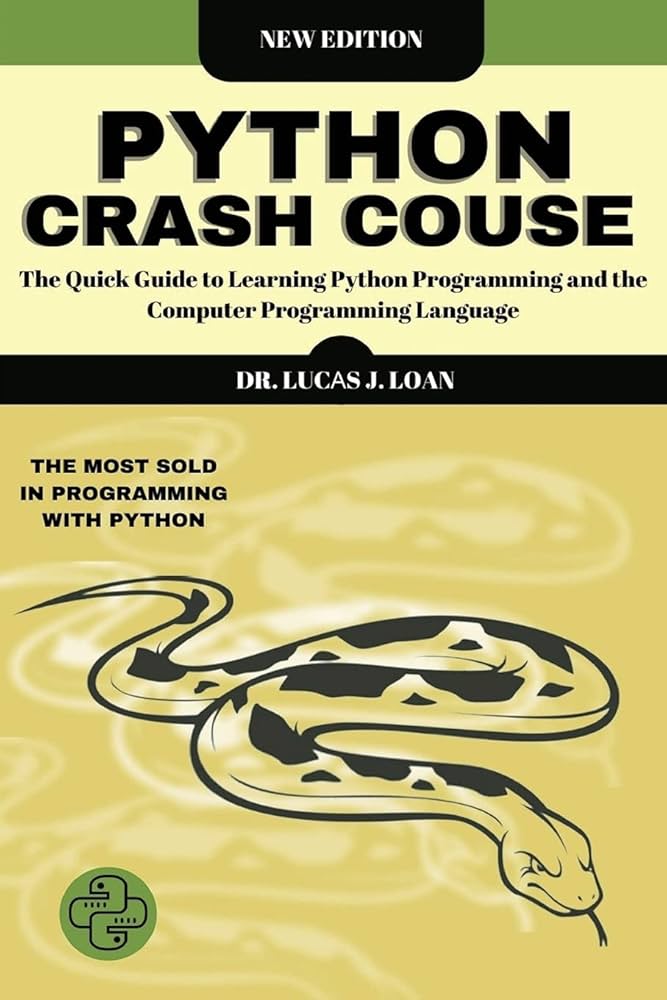 NEW EDITION
PYTHON
CRASH COUSE
The Quick Guide to Learning Python Programming and the
Computer Programming Language
DR. LUCAS J. LOAN
THE MOST SOLD
IN PROGRAMMING
WITH PYTHON